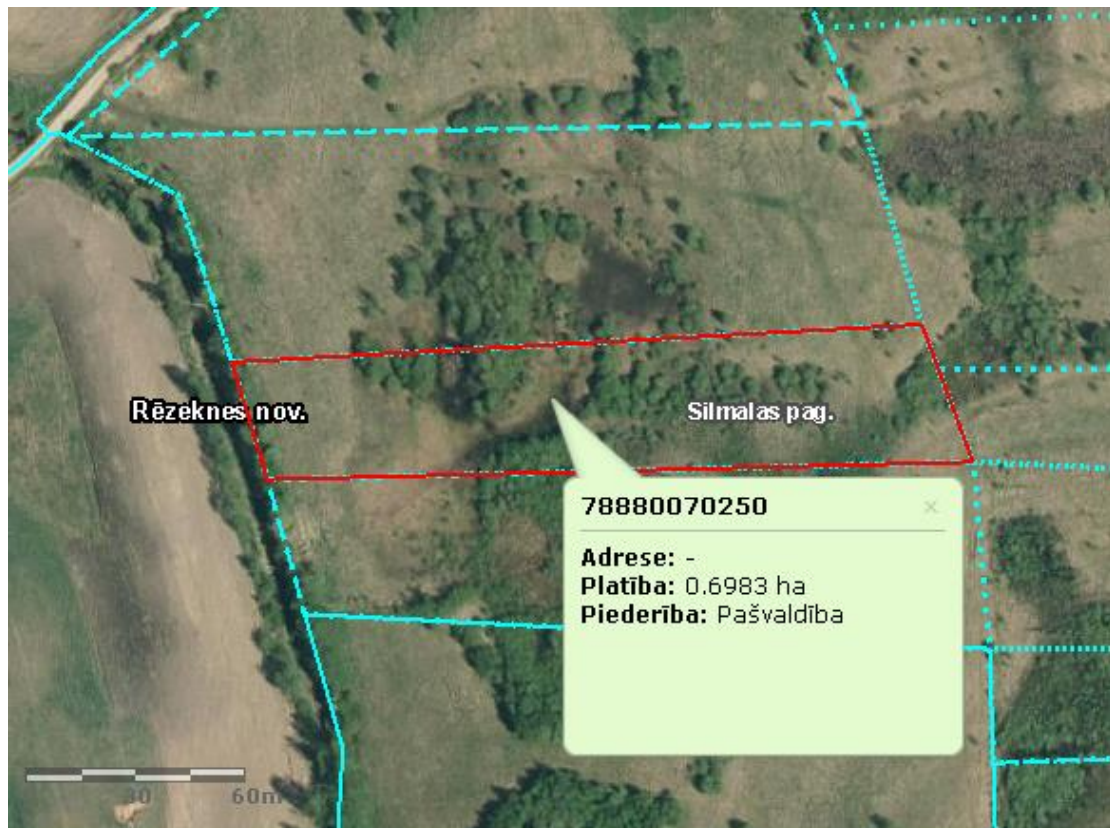 Rēzeknes nov.
Silmalas pag.
78880070250 ×
Adrese: -
Platība: 0.6983 ha
Piederība: Pašvaldība
30 60m